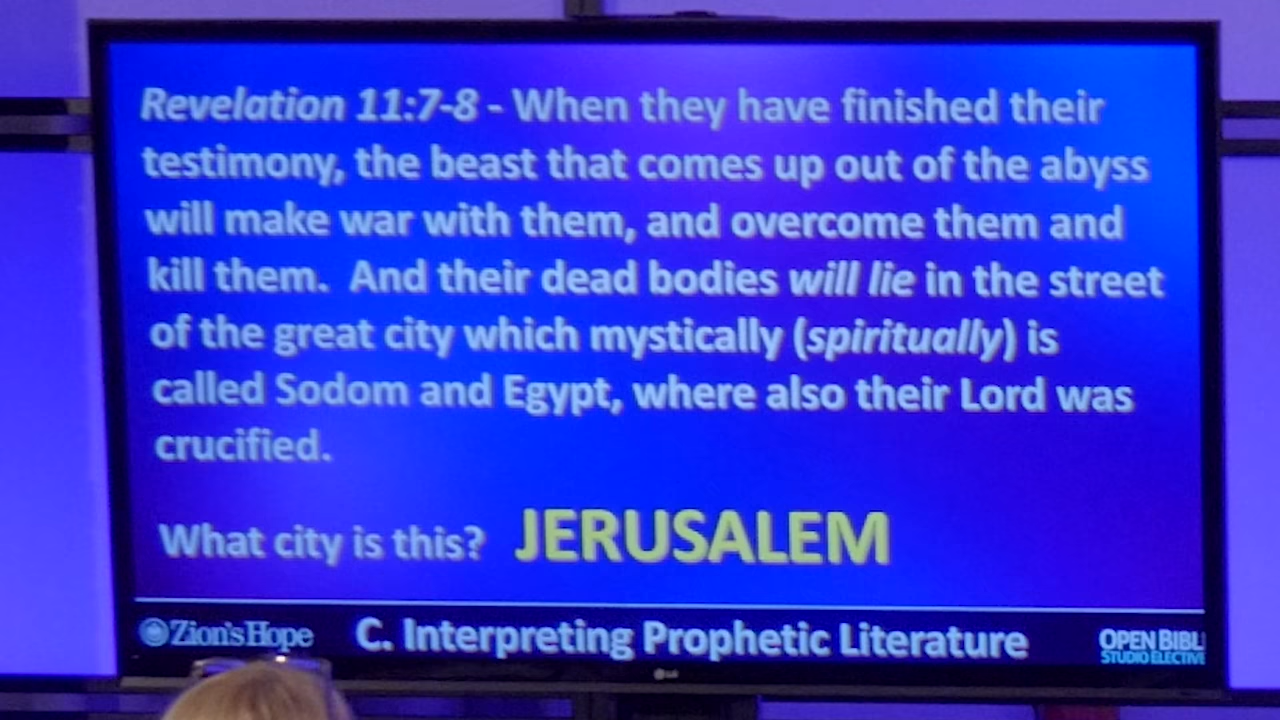 Revelation 11:7-8 - When they have finished their
testimony, the beast that comes up out of the abyss
will make war with them, and overcome them and
kill them. And their dead bodies will lie in the street
of the great city which mystically (spiritually) is
called Sodom and Egypt, where also their Lord was
crucified.
What city is this? JERUSALEM
Zion's Hope C. Interpreting Prophetic Literature OPEN BIBL
STUDIO ELECTIVE
LG